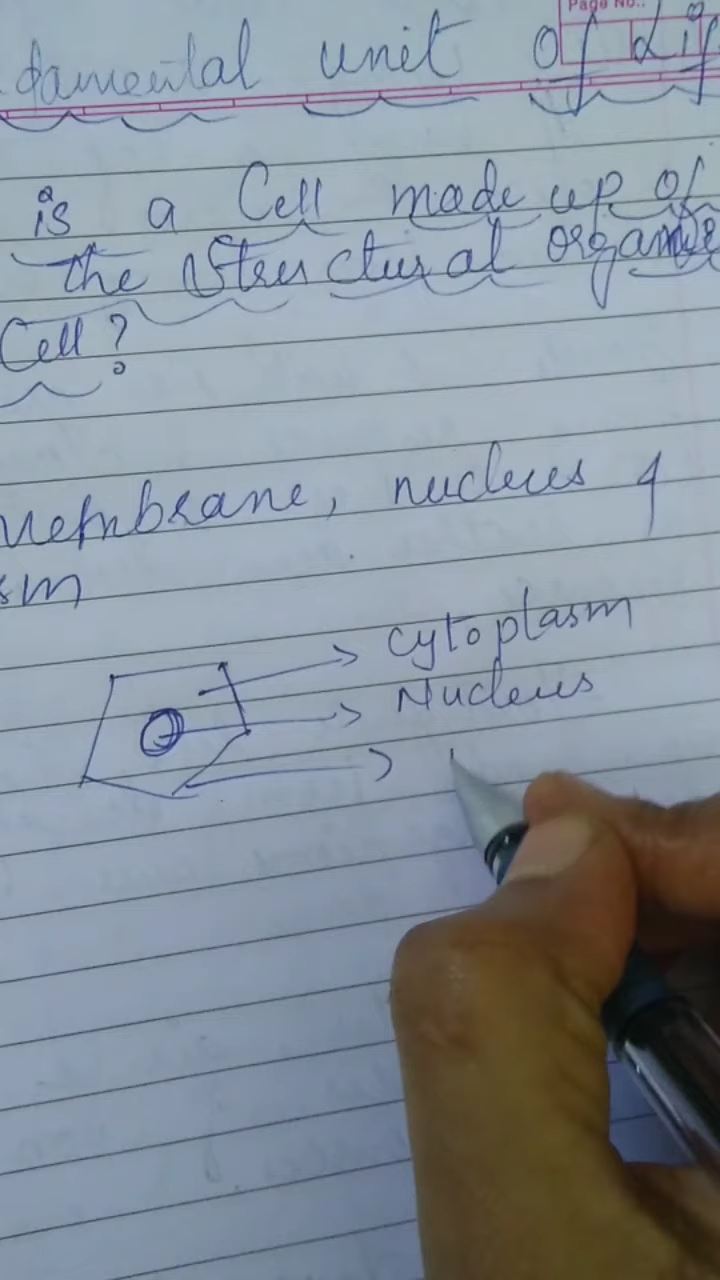 Page No..
damental unit Of Lif
is a Cell made up of
the Structural organi
Cell?
Membrane, nucleus &
sm
Cytoplasm
Nucleus